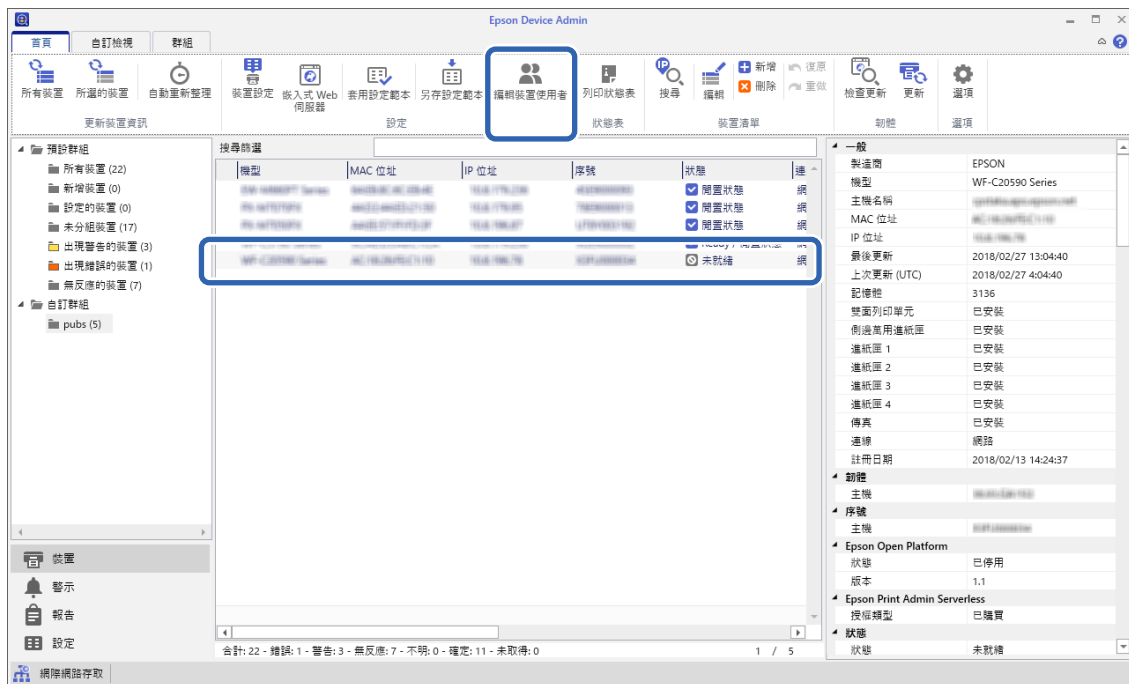 Epson Device Admin
首頁 自訂檢視 群組
所有裝置 所選的裝置 自動重新整理
更新裝置資訊
裝置設定 嵌入式 Web 伺服器 套用設定範本 另存設定範本 編輯裝置使用者
設定
列印狀態表
狀態表
IP
搜尋 編輯 新增 刪除 復原 重做
裝置清單
檢查更新 更新
韌體
選項
選項
預設群組
所有裝置 (22)
新增裝置 (0)
設定的裝置 (0)
未分組裝置 (17)
出現警告的裝置 (3)
出現錯誤的裝置 (1)
無反應的裝置 (7)
自訂群組
pubs (5)
裝置
警示
報告
設定
網際網路存取
搜尋篩選
機型 MAC 位址 IP 位址 序號 狀態 連
閒置狀態 網
閒置狀態 網
閒置狀態 網
未就緒 網
合計: 22 - 錯誤: 1 - 警告: 3 - 無反應: 7 - 不明: 0 - 確定: 11 - 未取得: 0 1 / 5
一般
製造商 EPSON
機型 WF-C20590 Series
主機名稱
MAC 位址
IP 位址
最後更新 2018/02/27 13:04:40
上次更新 (UTC) 2018/02/27 4:04:40
記憶體 3136
雙面列印單元 已安裝
側邊萬用進紙匣 已安裝
進紙匣 1 已安裝
進紙匣 2 已安裝
進紙匣 3 已安裝
進紙匣 4 已安裝
傳真 已安裝
連線 網路
註冊日期 2018/02/13 14:24:37
韌體
主機
序號
主機
Epson Open Platform
狀態 已停用
版本 1.1
Epson Print Admin Serverless
授權類型 已購買
狀態
狀態 未就緒